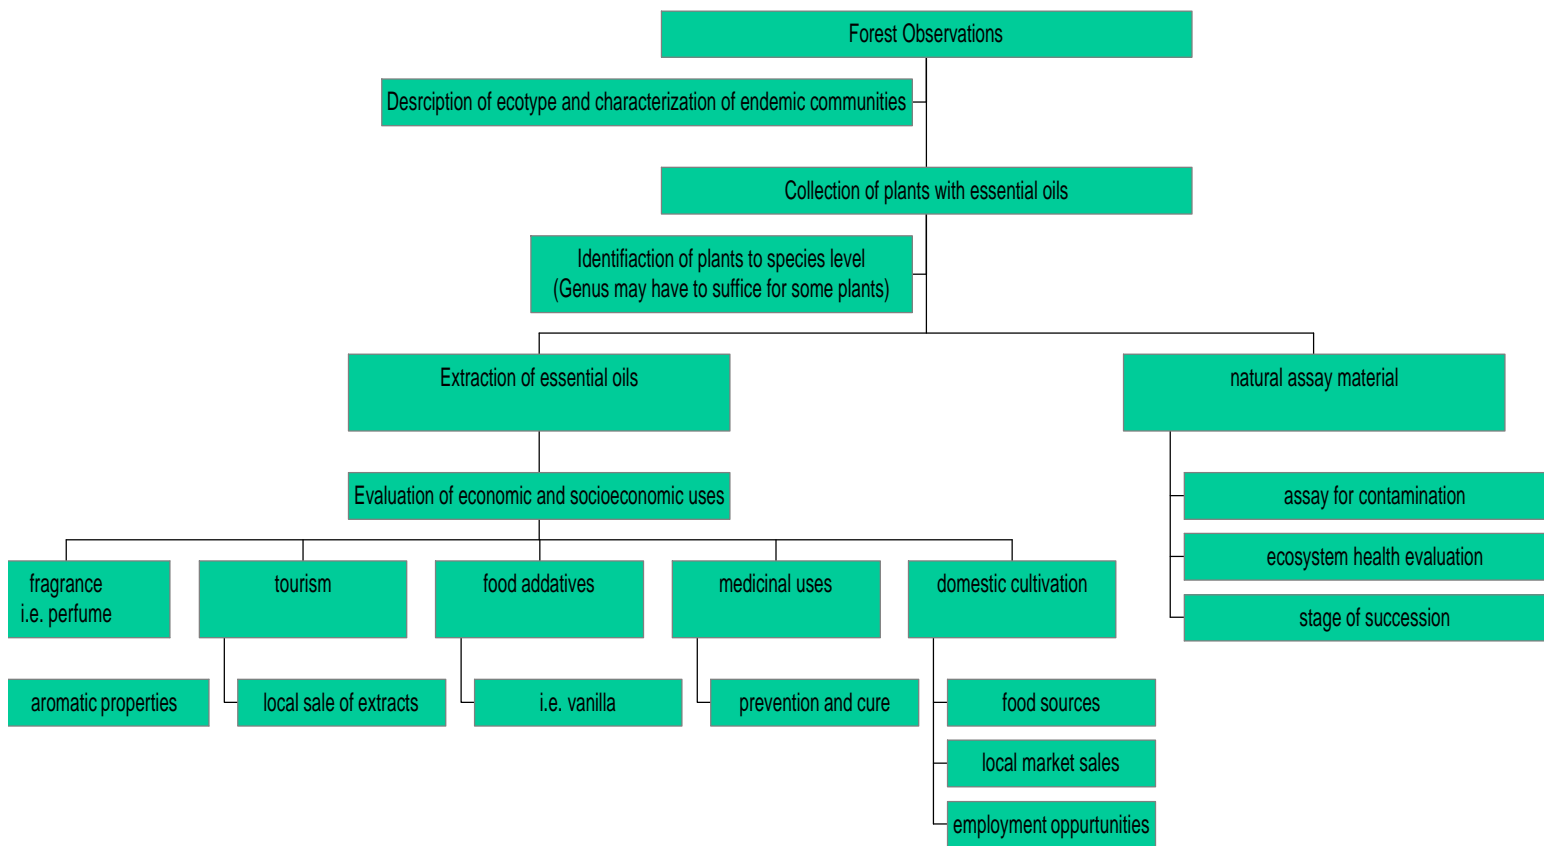 Forest Observations
Desrciption of ecotype and characterization of endemic communities
Collection of plants with essential oils
Identifiaction of plants to species level
(Genus may have to suffice for some plants)
Extraction of essential oils
natural assay material
Evaluation of economic and socioeconomic uses
assay for contamination
ecosystem health evaluation
stage of succession
fragrance
i.e. perfume
tourism
food addatives
medicinal uses
domestic cultivation
aromatic properties
local sale of extracts
i.e. vanilla
prevention and cure
food sources
local market sales
employment oppurtunities